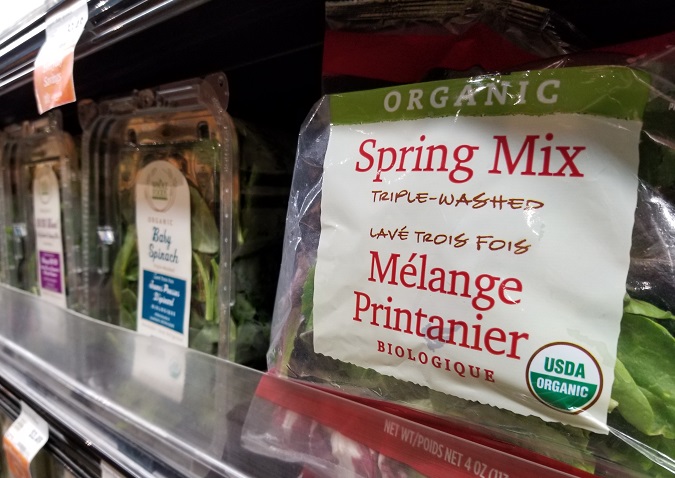 ORGANIC
Spring Mix
TRIPLE-WASHED
LAVÉ TROIS FOIS
Mélange
Printanier
BIOLOGIQUE
USDA
ORGANIC
NET WT/POIDS NET 4 OZ (11
ORGANIC
Baby
Spinach